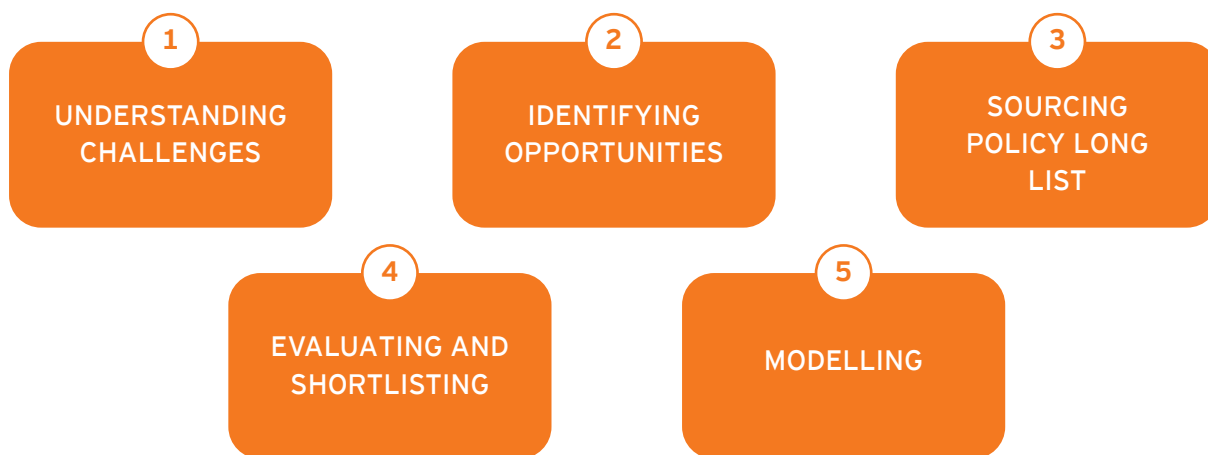 1
UNDERSTANDING
CHALLENGES
2
IDENTIFYING
OPPORTUNITIES
3
SOURCING
POLICY LONG
LIST
4
EVALUATING AND
SHORTLISTING
5
MODELLING